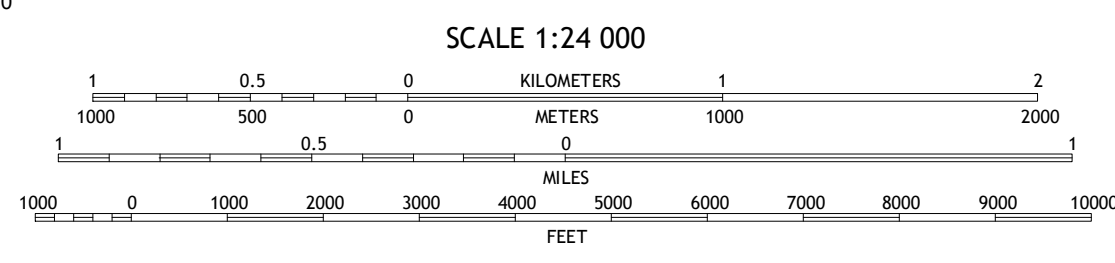 SCALE 1:24 000
1 0.5 0 KILOMETERS 1 2
1000 500 0 METERS 1000 2000
1 0.5 0 1
MILES
1000 0 1000 2000 3000 4000 5000 6000 7000 8000 9000 10000
FEET